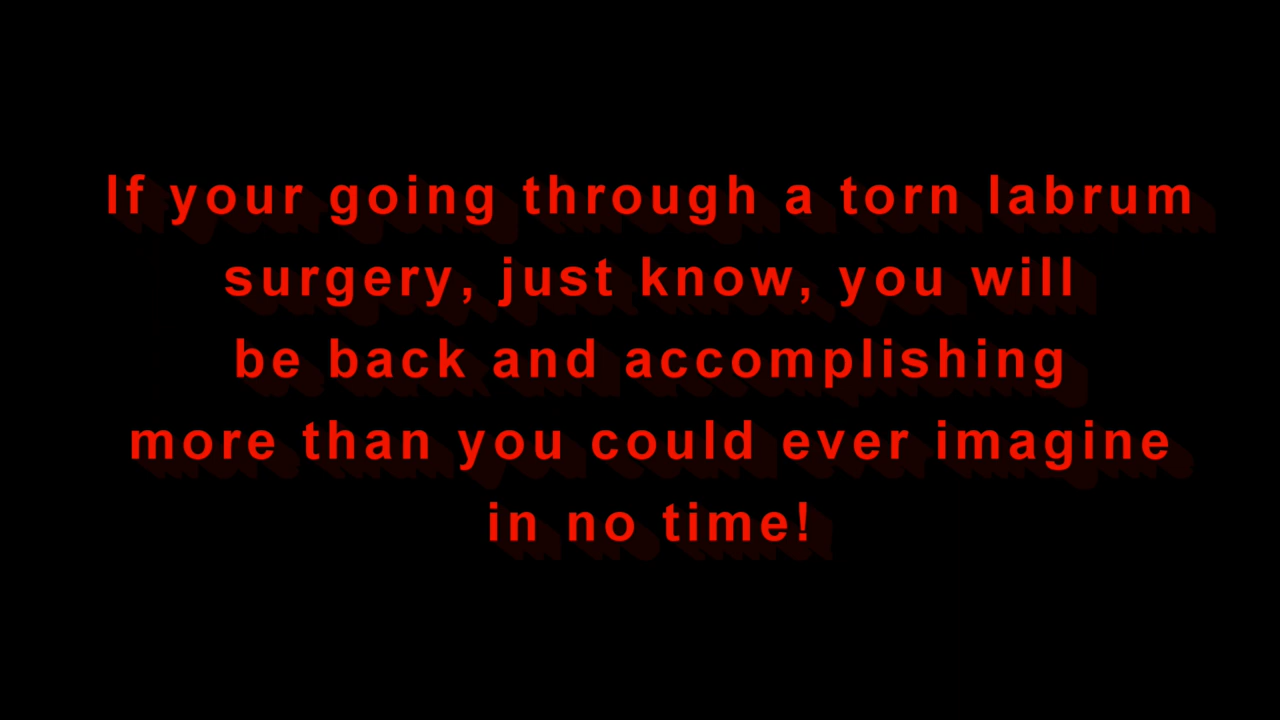 If your going through a torn labrum
surgery, just know, you will
be back and accomplishing
more than you could ever imagine
in no time!